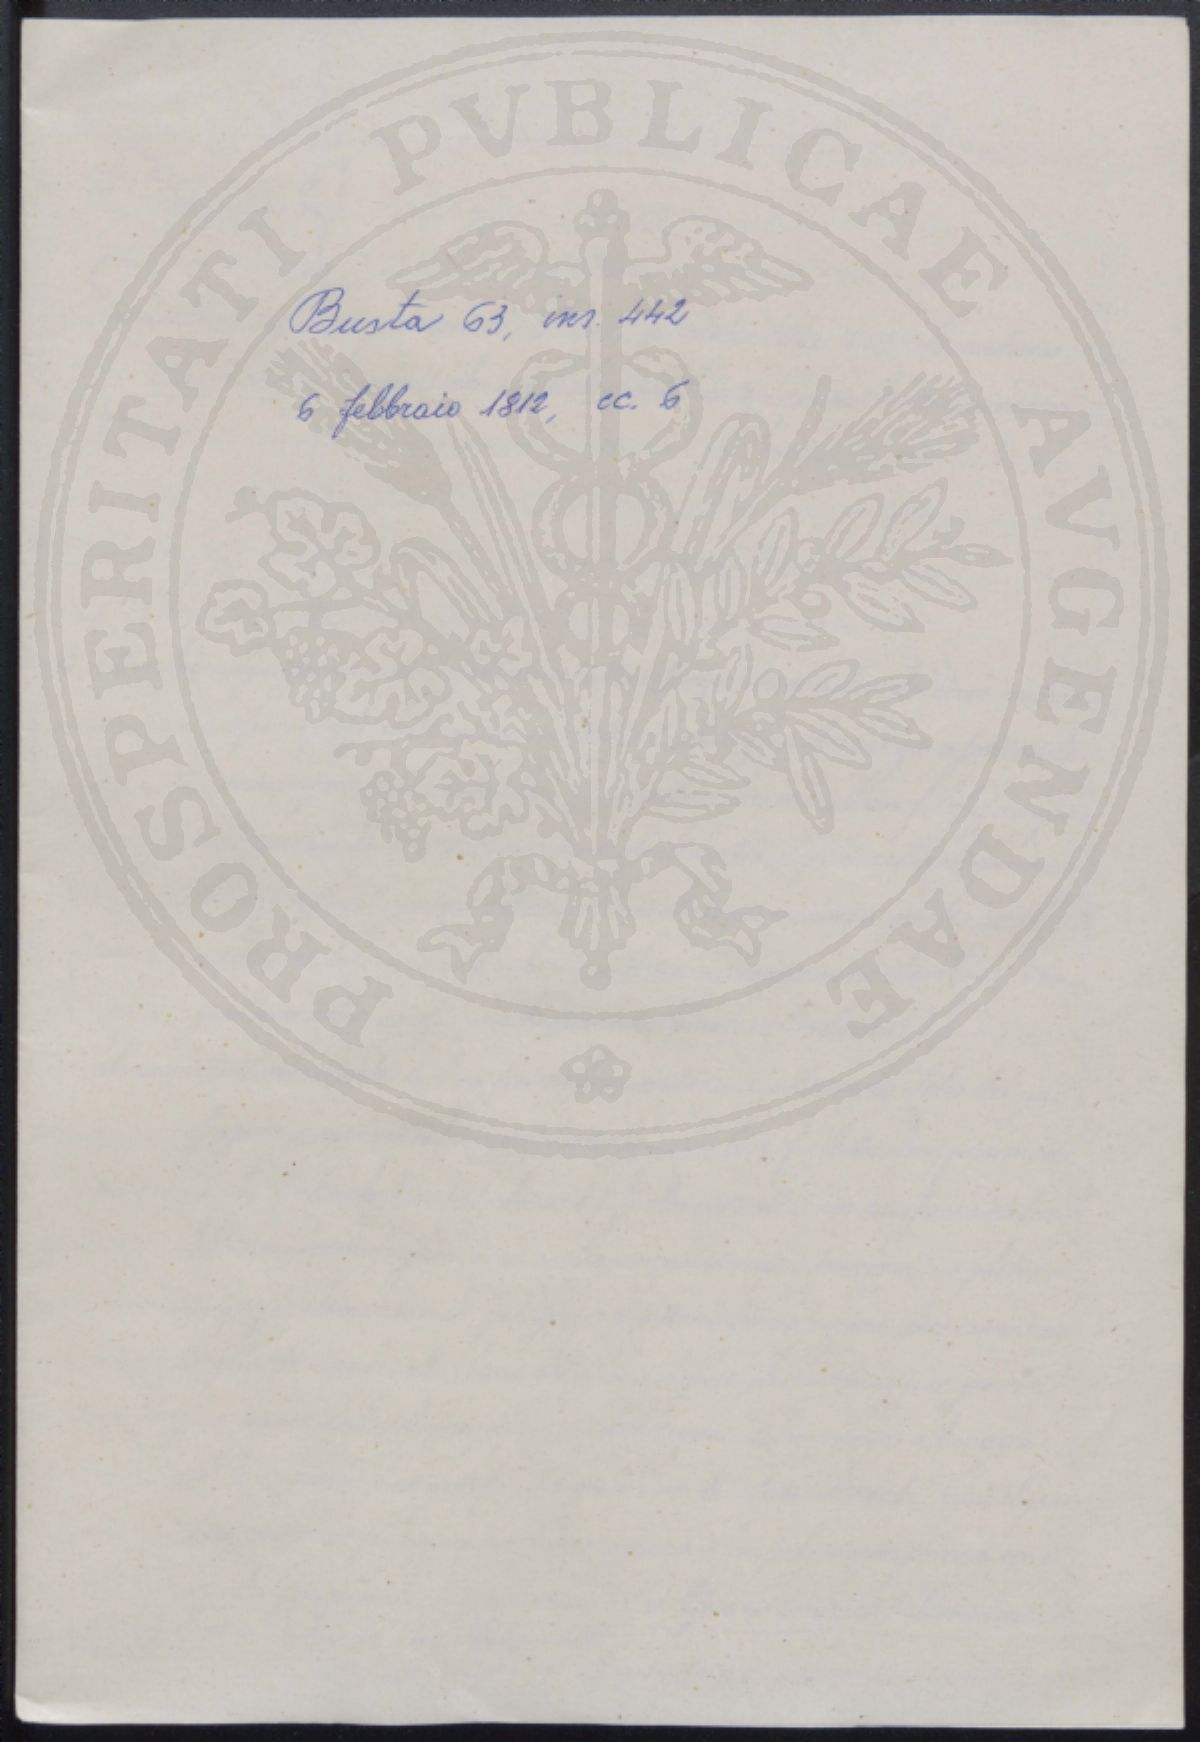 PROSPERITATI PVBLICAE AVGENDAE
Busta 63, ins. 442
6 febbraio 1812, cc. 6